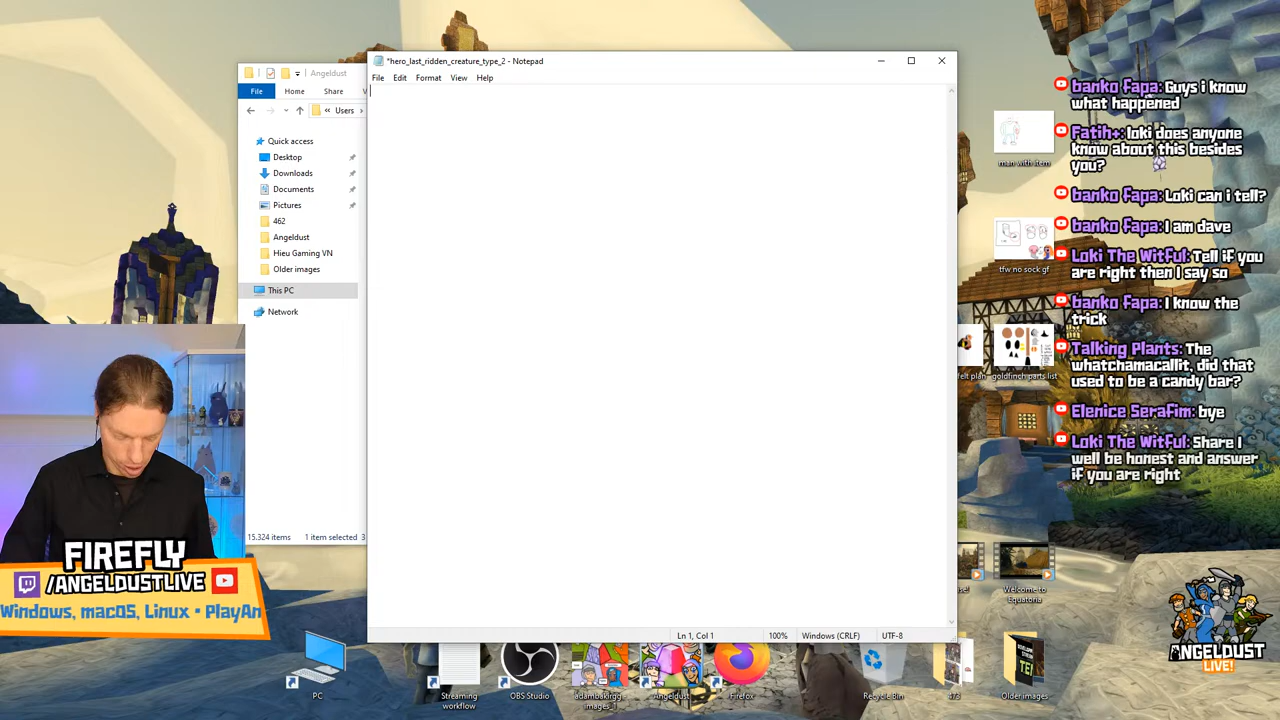 *hero_last_ridden_creature_type_2 - Notepad
File Edit Format View Help
Angeldust
File Home Share
Users
Quick access
Desktop
Downloads
Documents
Pictures
462
Angeldust
Hieu Gaming VN
Older images
This PC
Network
15.324 items 1 item selected 3
Ln 1, Col 1 100% Windows (CRLF) UTF-8
man with item
tfw no sock gf
felt plan
goldfinch parts list
Welcome to
Equatoria
banko fapa: Guys i know
what happened
Fatih+: loki does anyone
know about this besides
you?
banko fapa: Loki can i tell?
banko fapa: I am dave
Loki The Witful: Tell if you
are right then I say so
banko fapa: I know the
trick
Talking Plants: The
whatchamacallit, did that
used to be a candy bar?
Elenice Serafim: bye
Loki The Witful: Share I
well be honest and answer
if you are right
FIREFLY
/ANGELDUSTLIVE
Windows, macOS, Linux • PlayAn
PC
Streaming
workflow
OBS Studio
Angeldust
Firefox
Recycle Bin
473
Older images
ANGELDUST
LIVE!